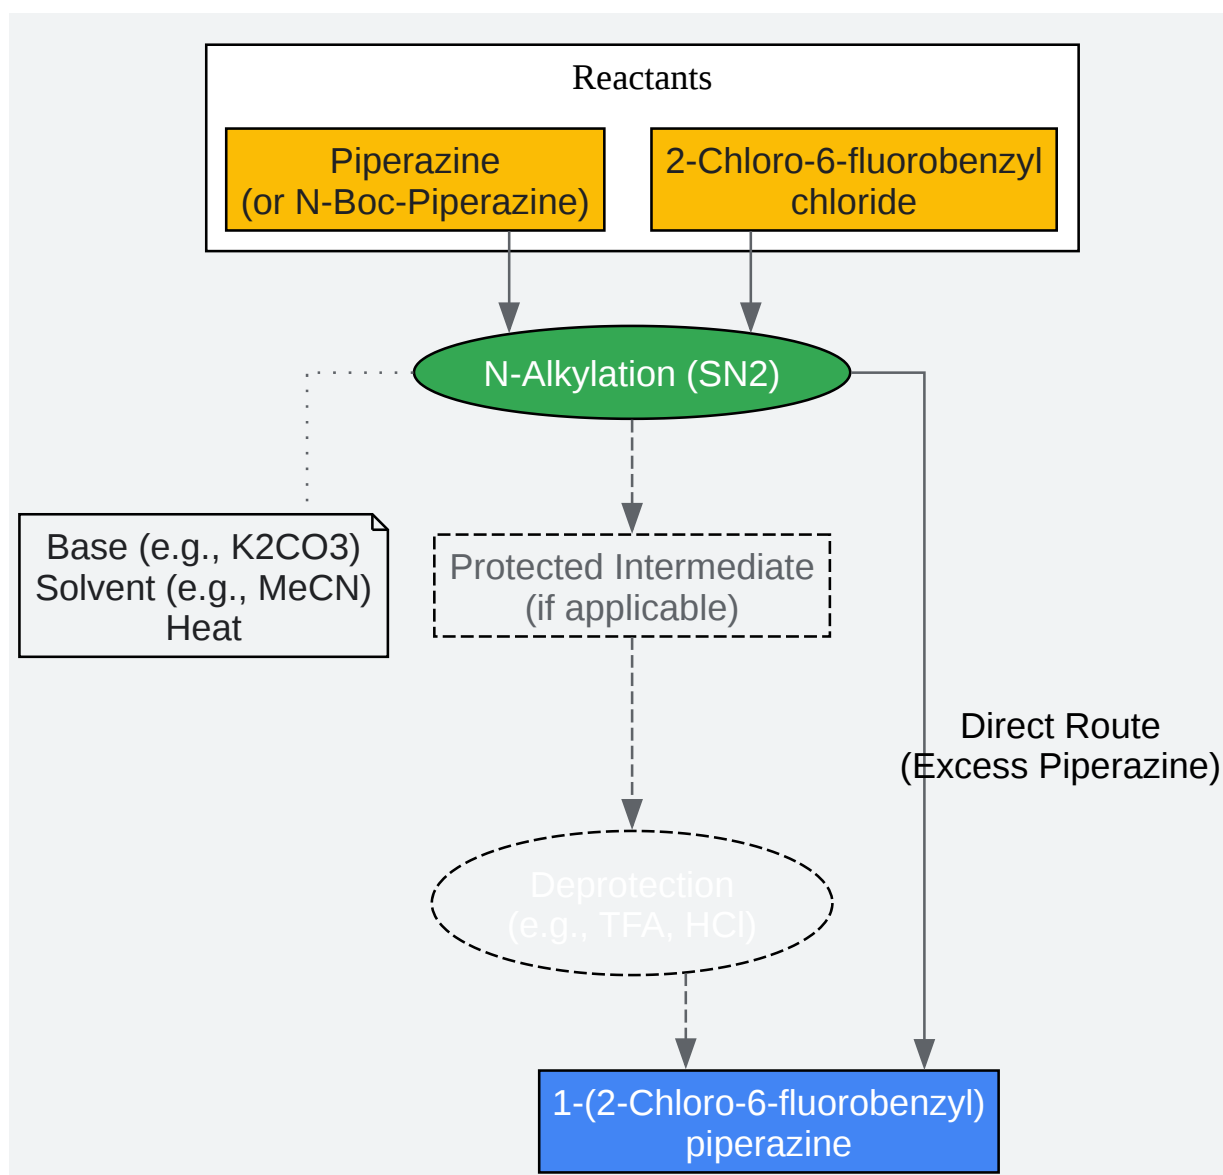 Reactants
Piperazine
(or N-Boc-Piperazine)
2-Chloro-6-fluorobenzyl
chloride
N-Alkylation (SN2)
Base (e.g., K2CO3)
Solvent (e.g., MeCN)
Heat
Protected Intermediate
(if applicable)
Direct Route
(Excess Piperazine)
Deprotection
(e.g., TFA, HCl)
1-(2-Chloro-6-fluorobenzyl)
piperazine